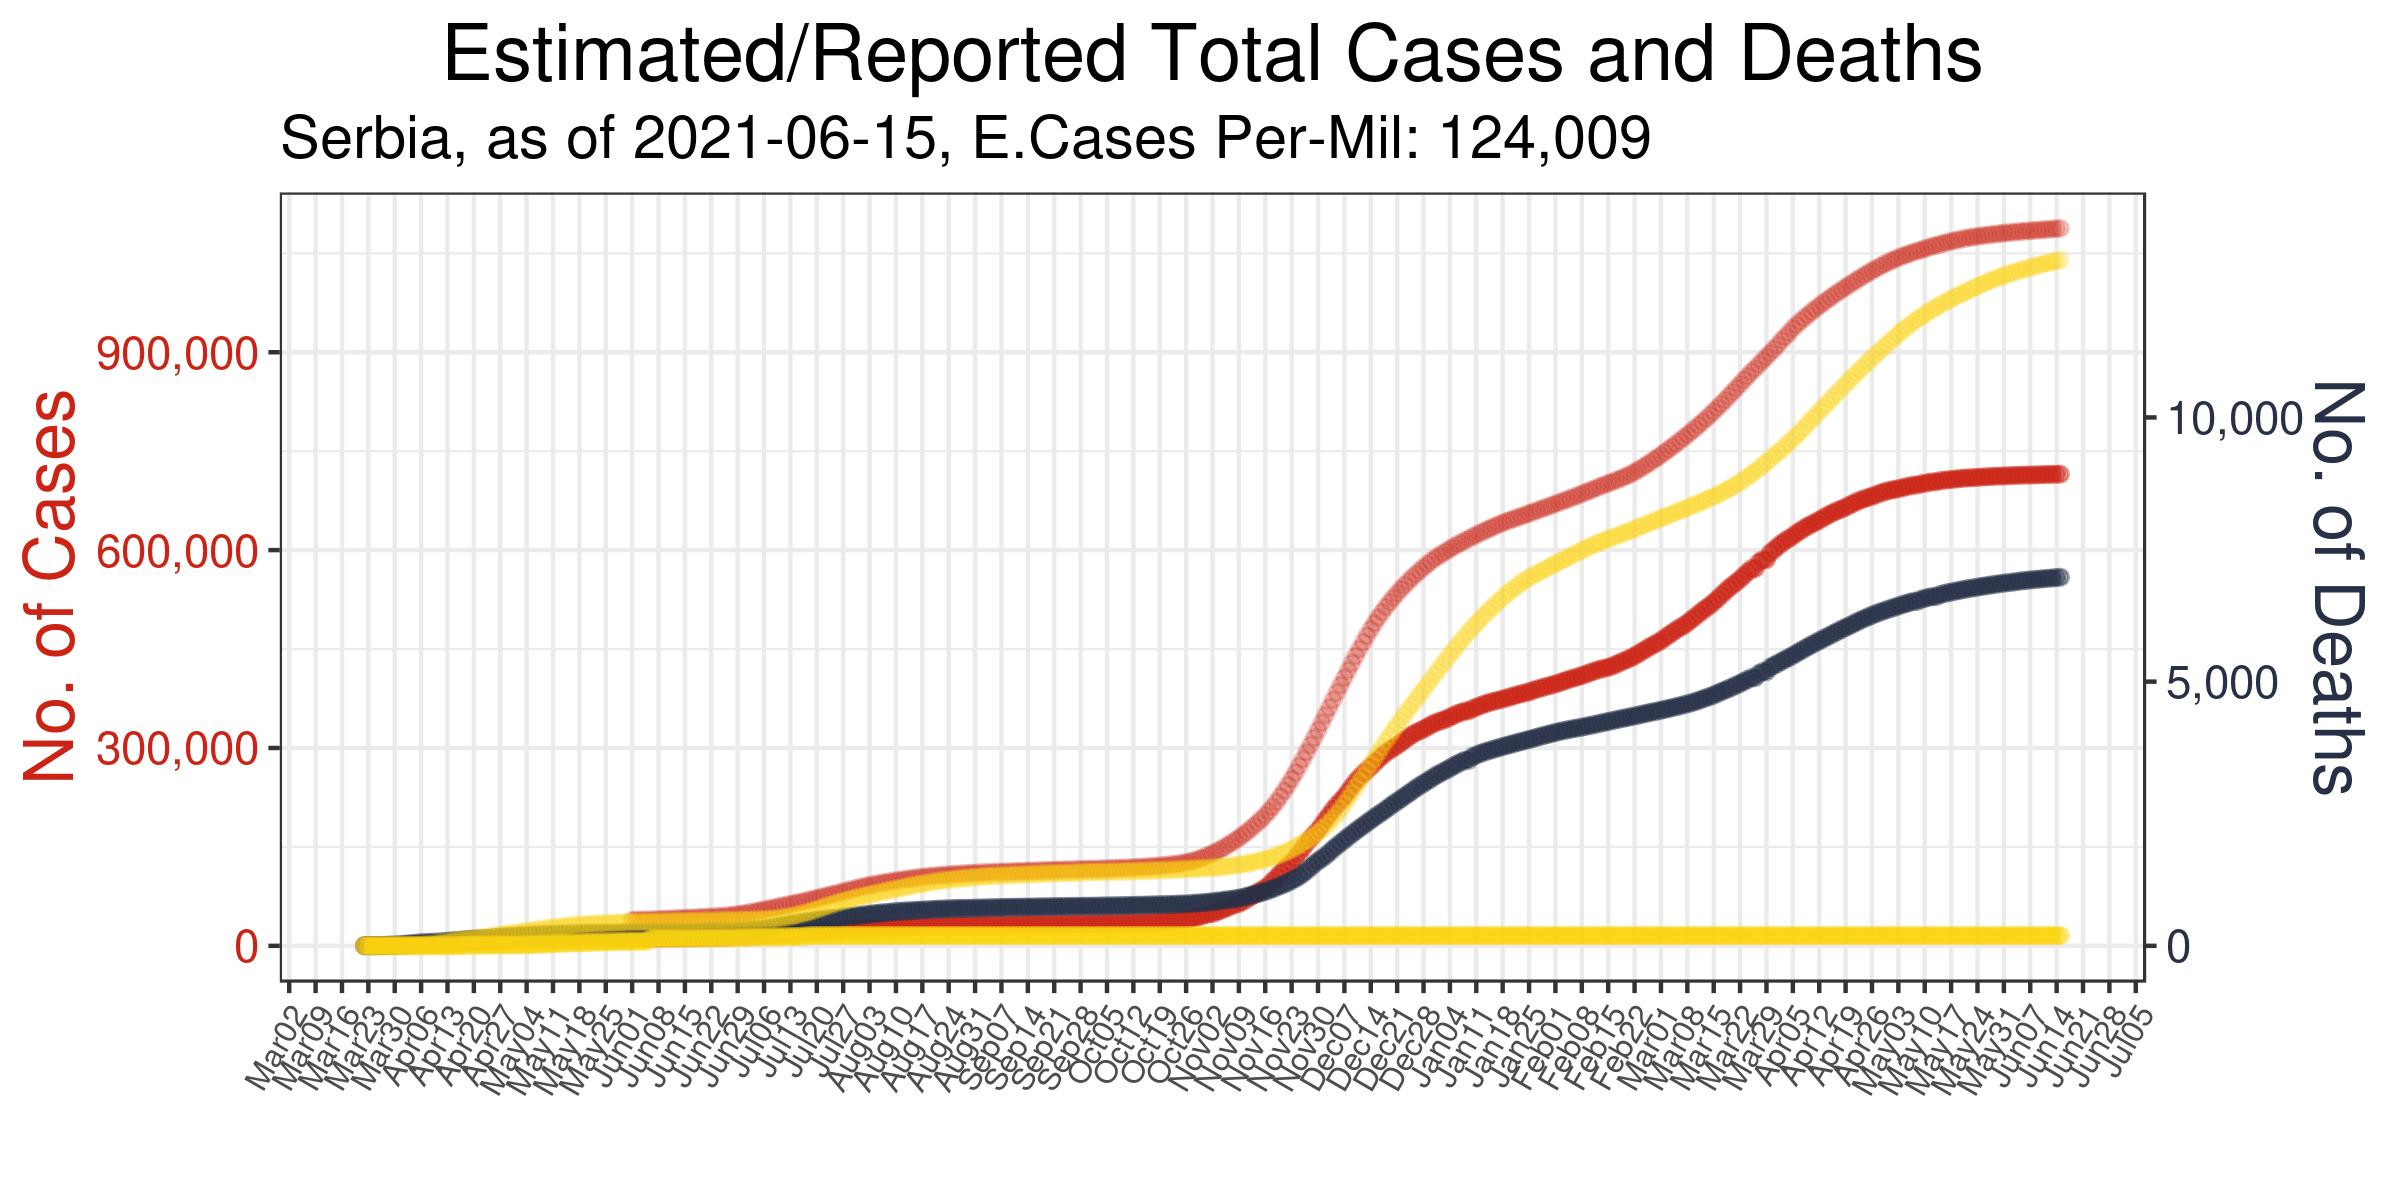 Estimated/Reported Total Cases and Deaths
Serbia, as of 2021-06-15, E.Cases Per-Mil: 124,009
No. of Cases
900,000
600,000
300,000
0
10,000
5,000
0
No. of Deaths
Mar02
Mar09
Mar16
Mar23
Mar30
Apr06
Apr13
Apr20
Apr27
May04
May11
May18
May25
Jun01
Jun08
Jun15
Jun22
Jun29
Jul06
Jul13
Jul20
Jul27
Aug03
Aug10
Aug17
Aug24
Aug31
Sep07
Sep14
Sep21
Sep28
Oct05
Oct12
Oct19
Oct26
Nov02
Nov09
Nov16
Nov23
Nov30
Dec07
Dec14
Dec21
Dec28
Jan04
Jan11
Jan18
Jan25
Feb01
Feb08
Feb15
Feb22
Mar01
Mar08
Mar15
Mar22
Mar29
Apr05
Apr12
Apr19
Apr26
May03
May10
May17
May24
May31
Jun07
Jun14
Jun21
Jun28
Jul05